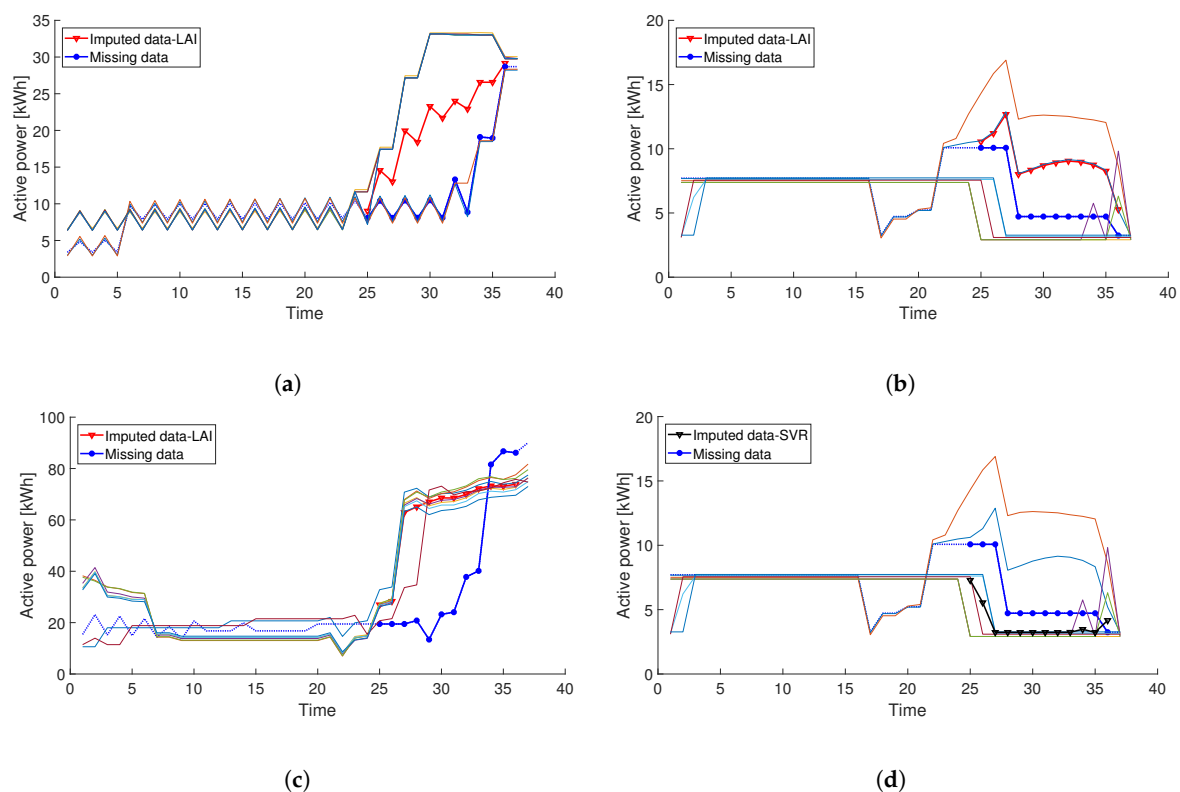 35
30
25
20
15
10
5
0
Active power [kWh]
Imputed data-LAI
Missing data
0 5 10 15 20 25 30 35 40
Time
(a)
20
15
10
5
0
Active power [kWh]
Imputed data-LAI
Missing data
0 5 10 15 20 25 30 35 40
Time
(b)
100
80
60
40
20
0
Active power [kWh]
Imputed data-LAI
Missing data
0 5 10 15 20 25 30 35 40
Time
(c)
20
15
10
5
0
Active power [kWh]
Imputed data-SVR
Missing data
0 5 10 15 20 25 30 35 40
Time
(d)